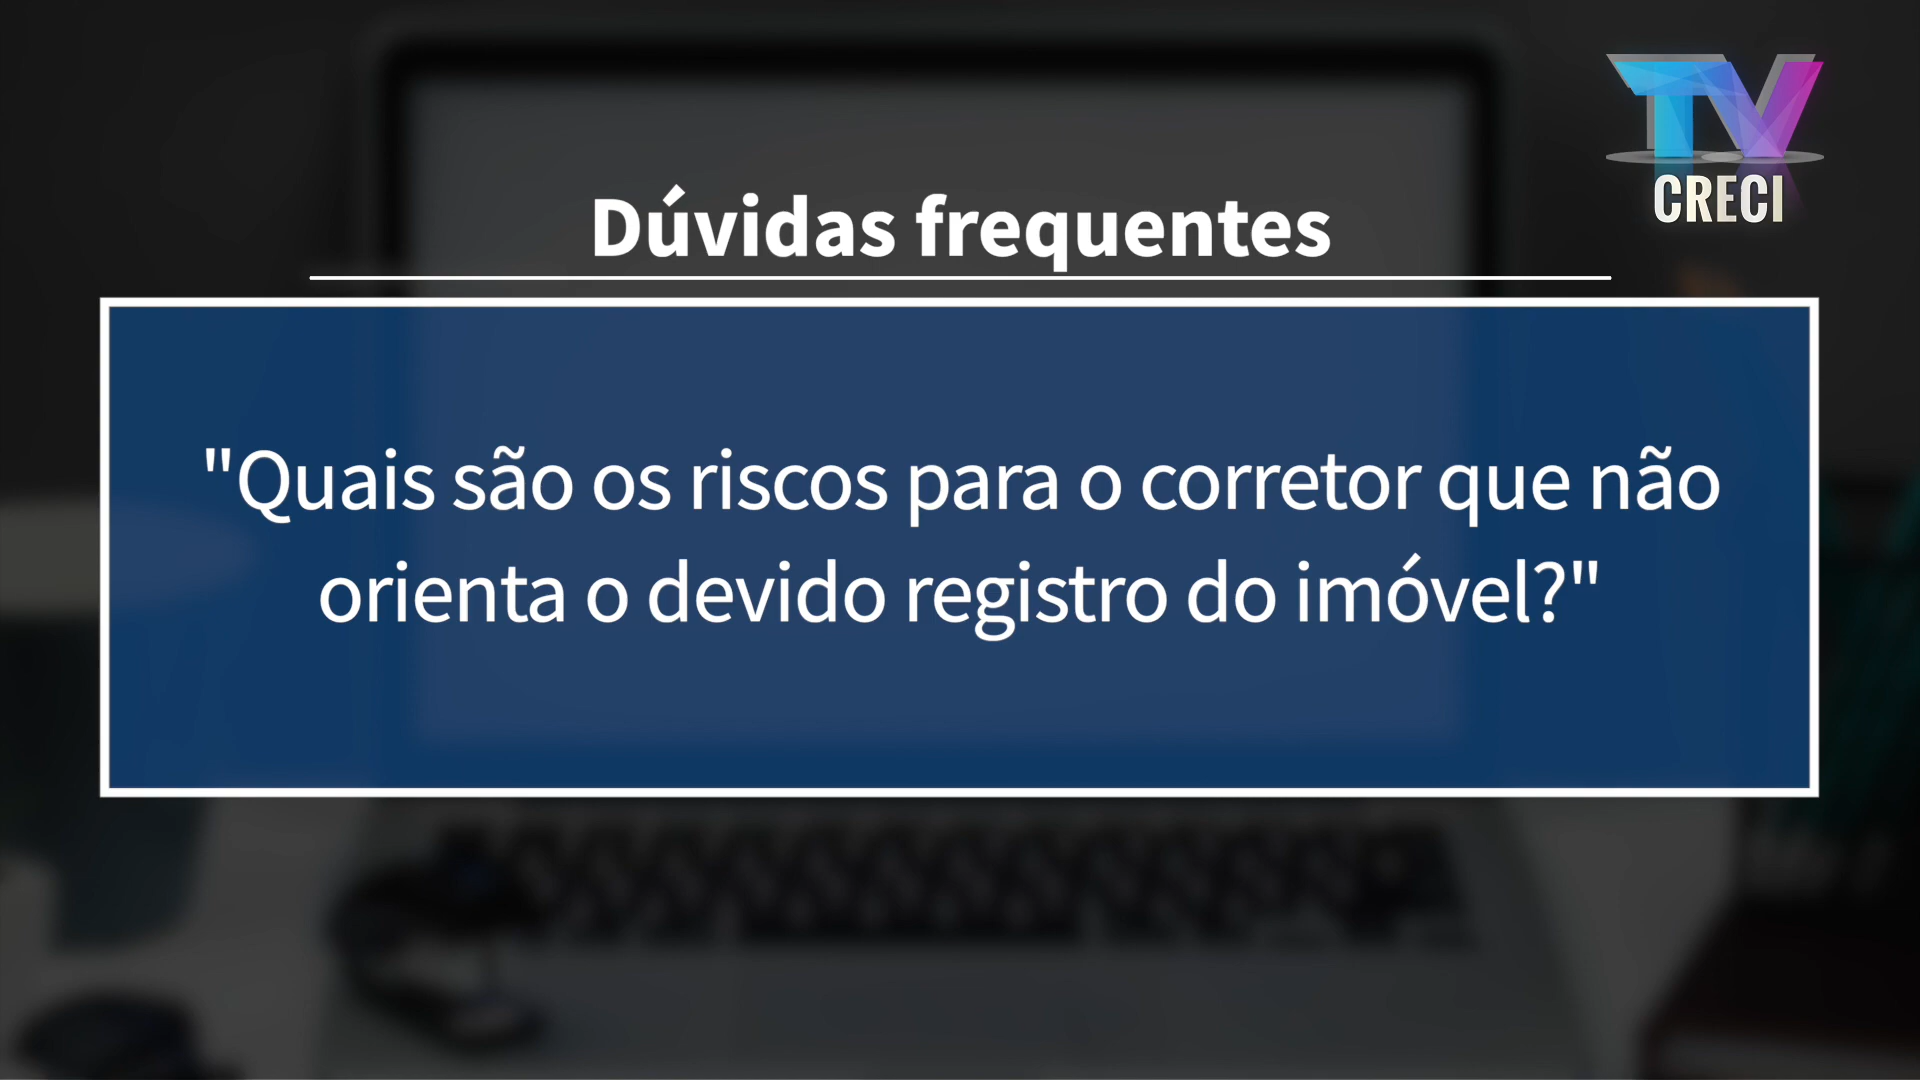 TV
CRECI
Dúvidas frequentes
"Quais são os riscos para o corretor que não
orienta o devido registro do imóvel?"